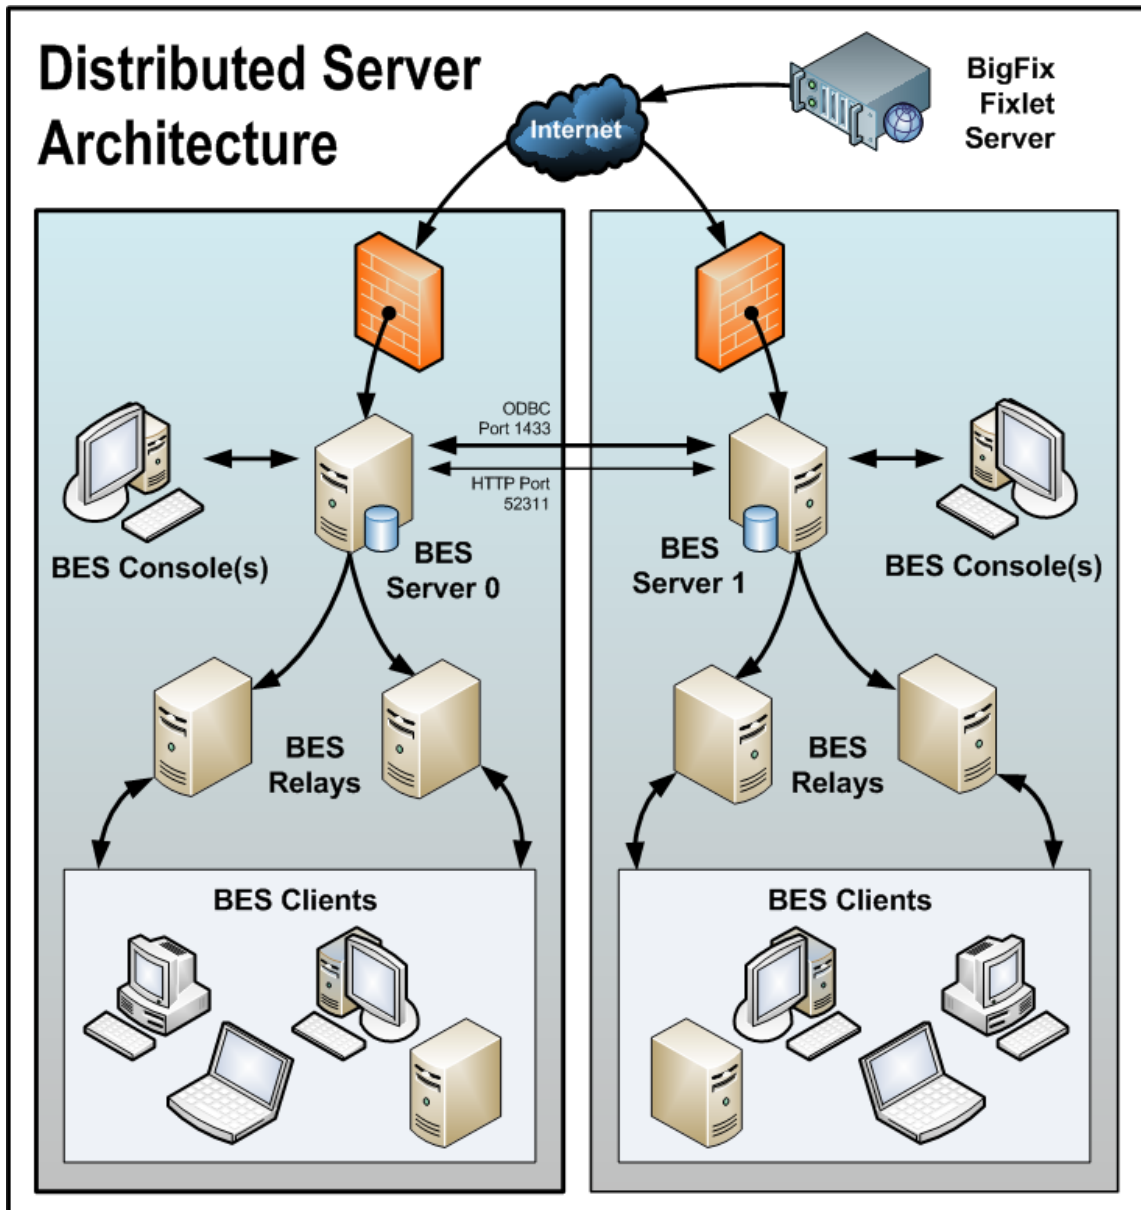 Distributed Server
Architecture
Internet
BigFix
Fixlet
Server
ODBC
Port 1433
HTTP Port
52311
BES Console(s)
BES
Server 0
BES
Server 1
BES Console(s)
BES
Relays
BES
Relays
BES Clients
BES Clients